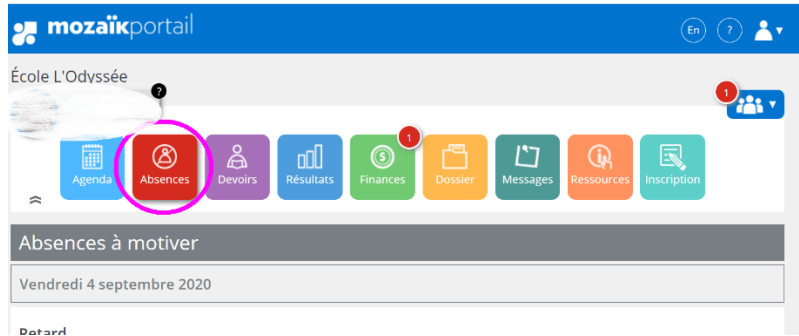 mozaïkportail
En ?
École L'Odyssée
?
1
1
Agenda Absences Devoirs Résultats Finances Dossier Messages Ressources Inscription
Absences à motiver
Vendredi 4 septembre 2020
Retard